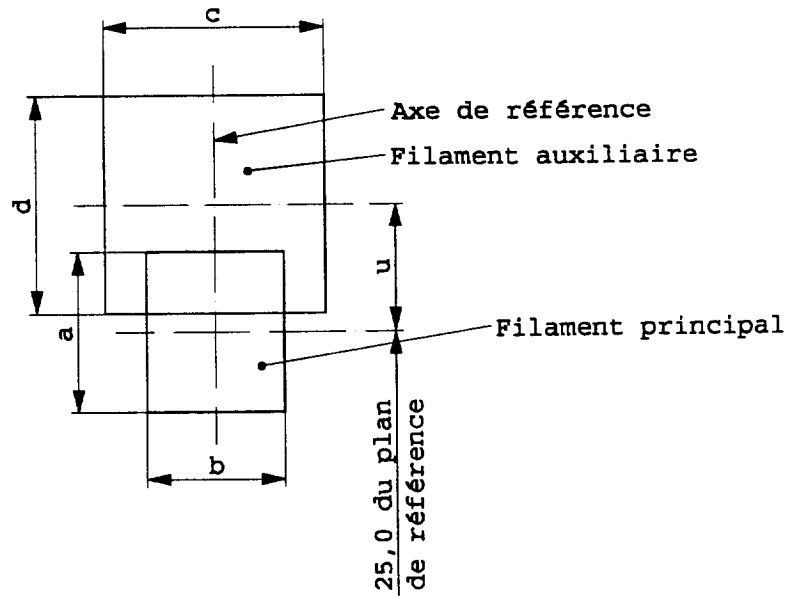 c
Axe de référence
Filament auxiliaire
d
u
a
Filament principal
b
25,0 du plan
de référence